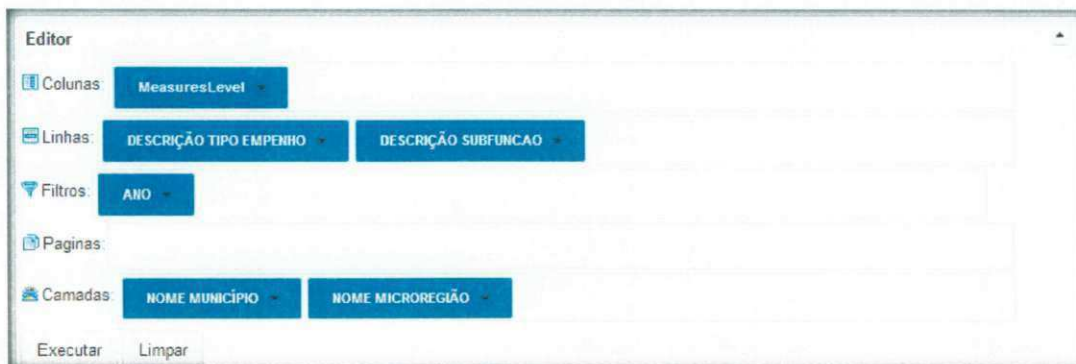 Editor
Colunas: MeasuresLevel
Linhas: DESCRIÇÃO TIPO EMPENHO DESCRIÇÃO SUBFUNCAO
Filtros: ANO
Paginas:
Camadas: NOME MUNICÍPIO NOME MICROREGIÃO
Executar Limpar